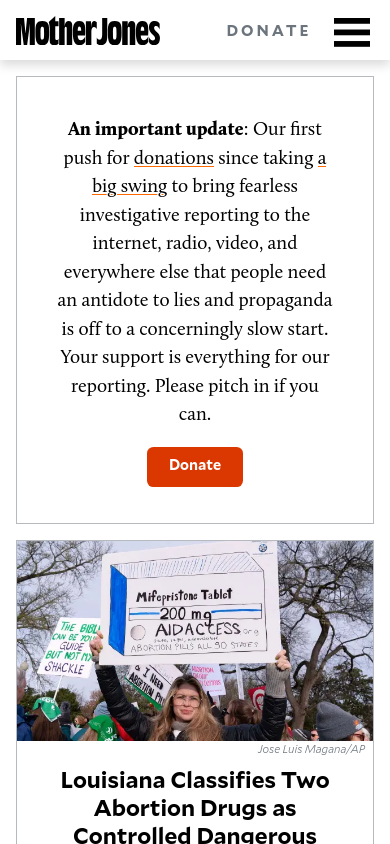 Mother Jones
DONATE
An important update: Our first
push for donations since taking a
big swing to bring fearless
investigative reporting to the
internet, radio, video, and
everywhere else that people need
an antidote to lies and propaganda
is off to a concerningly slow start.
Your support is everything for our
reporting. Please pitch in if you
can.
Donate
Mifepristone Tablet
200 mg
AIDACCESS.org
ABORTION PILLS ALL 50 STATES
THE BIBLE
CAN BE YOUR
GUIDE
BUT NOT MY
SHACKLE
& I NEED
ABORTION
Jose Luis Magana/AP
Louisiana Classifies Two
Abortion Drugs as
Controlled Dangerous